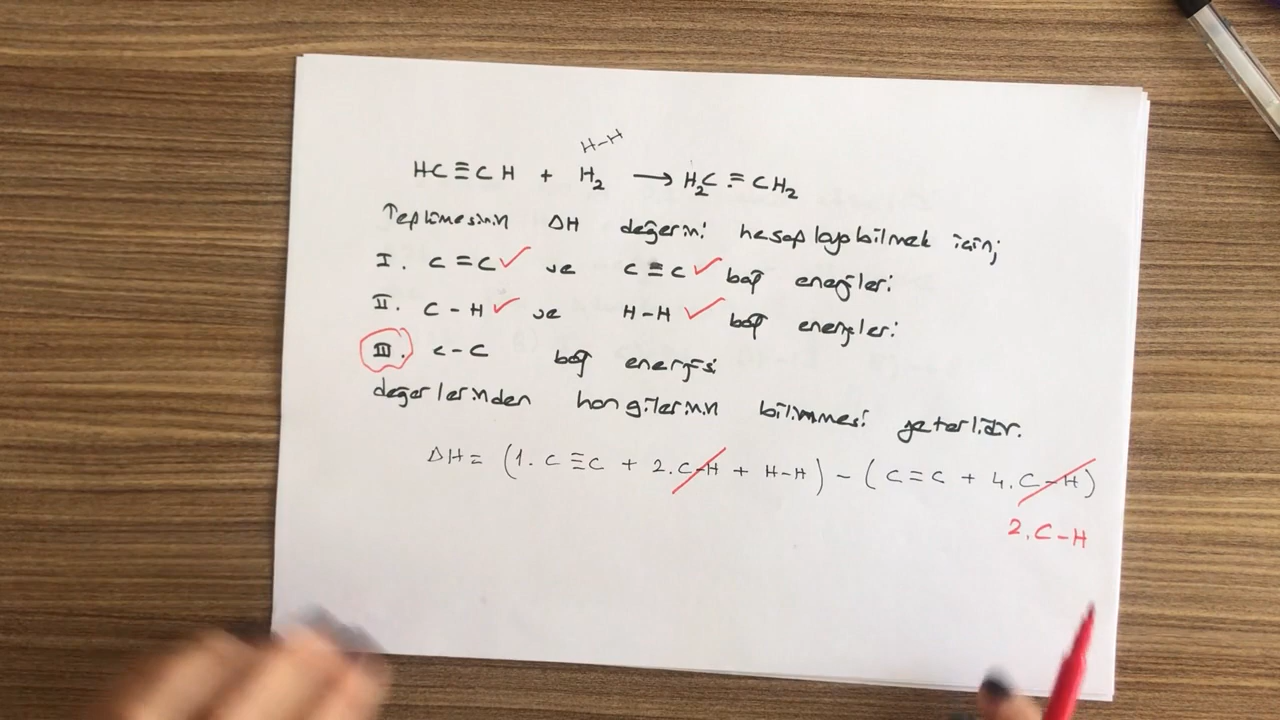 H-H
HC≡CH + H₂ → H₂C=CH₂
Tepkimesinin ΔH değerini hesaplayabilmek için;
I. C=C ✓ ve C≡C ✓ bağ enerjileri
II. C-H ✓ ve H-H ✓ bağ enerjileri
III. C-C bağ enerjisi
değerlerinden hangilerinin bilinmesi yeterlidir.
ΔH = (1. C≡C + 2. C-H + H-H) - (C=C + 4. C-H)
2. C-H